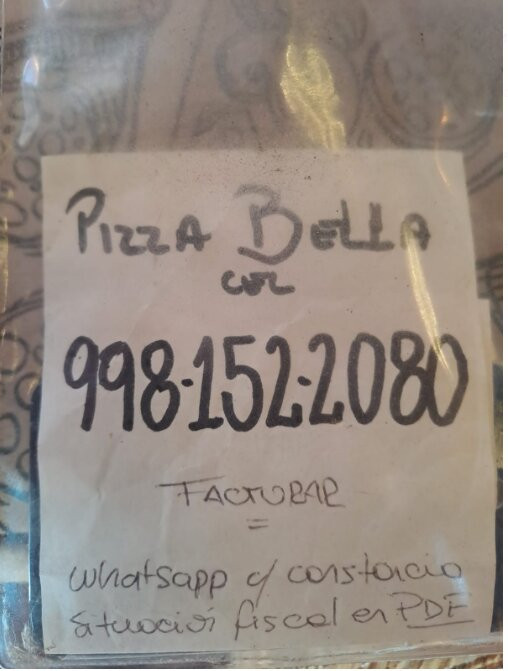 PIZZA BELLA
CEL
998-152-2080
FACTURAR
=
whatsapp c/ constancia
situación fiscal en PDF